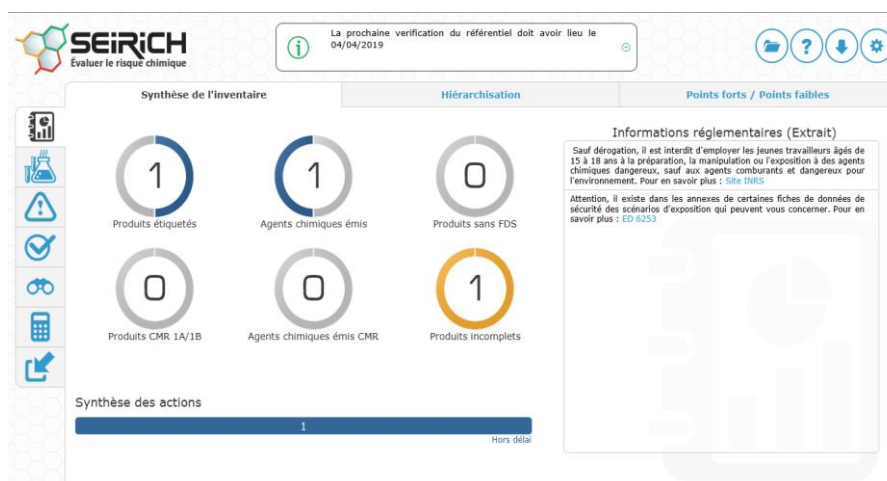 SEIRICH
Évaluer le risque chimique
La prochaine verification du référentiel doit avoir lieu le
04/04/2019
?
Synthèse de l'inventaire
Hiérarchisation
Points forts / Points faibles
1
Produits étiquetés
1
Agents chimiques émis
0
Produits sans FDS
0
Produits CMR 1A/1B
0
Agents chimiques émis CMR
1
Produits incomplets
Synthèse des actions
1
Hors délai
Informations réglementaires (Extrait)
Sauf dérogation, il est interdit d'employer les jeunes travailleurs âgés de
15 à 18 ans à la préparation, la manipulation ou l'exposition à des agents
chimiques dangereux, sauf aux agents comburants et dangereux pour
l'environnement. Pour en savoir plus : Site INRS
Attention, il existe dans les annexes de certaines fiches de données de
sécurité des scénarios d'exposition qui peuvent vous concerner. Pour en
savoir plus : ED 6253